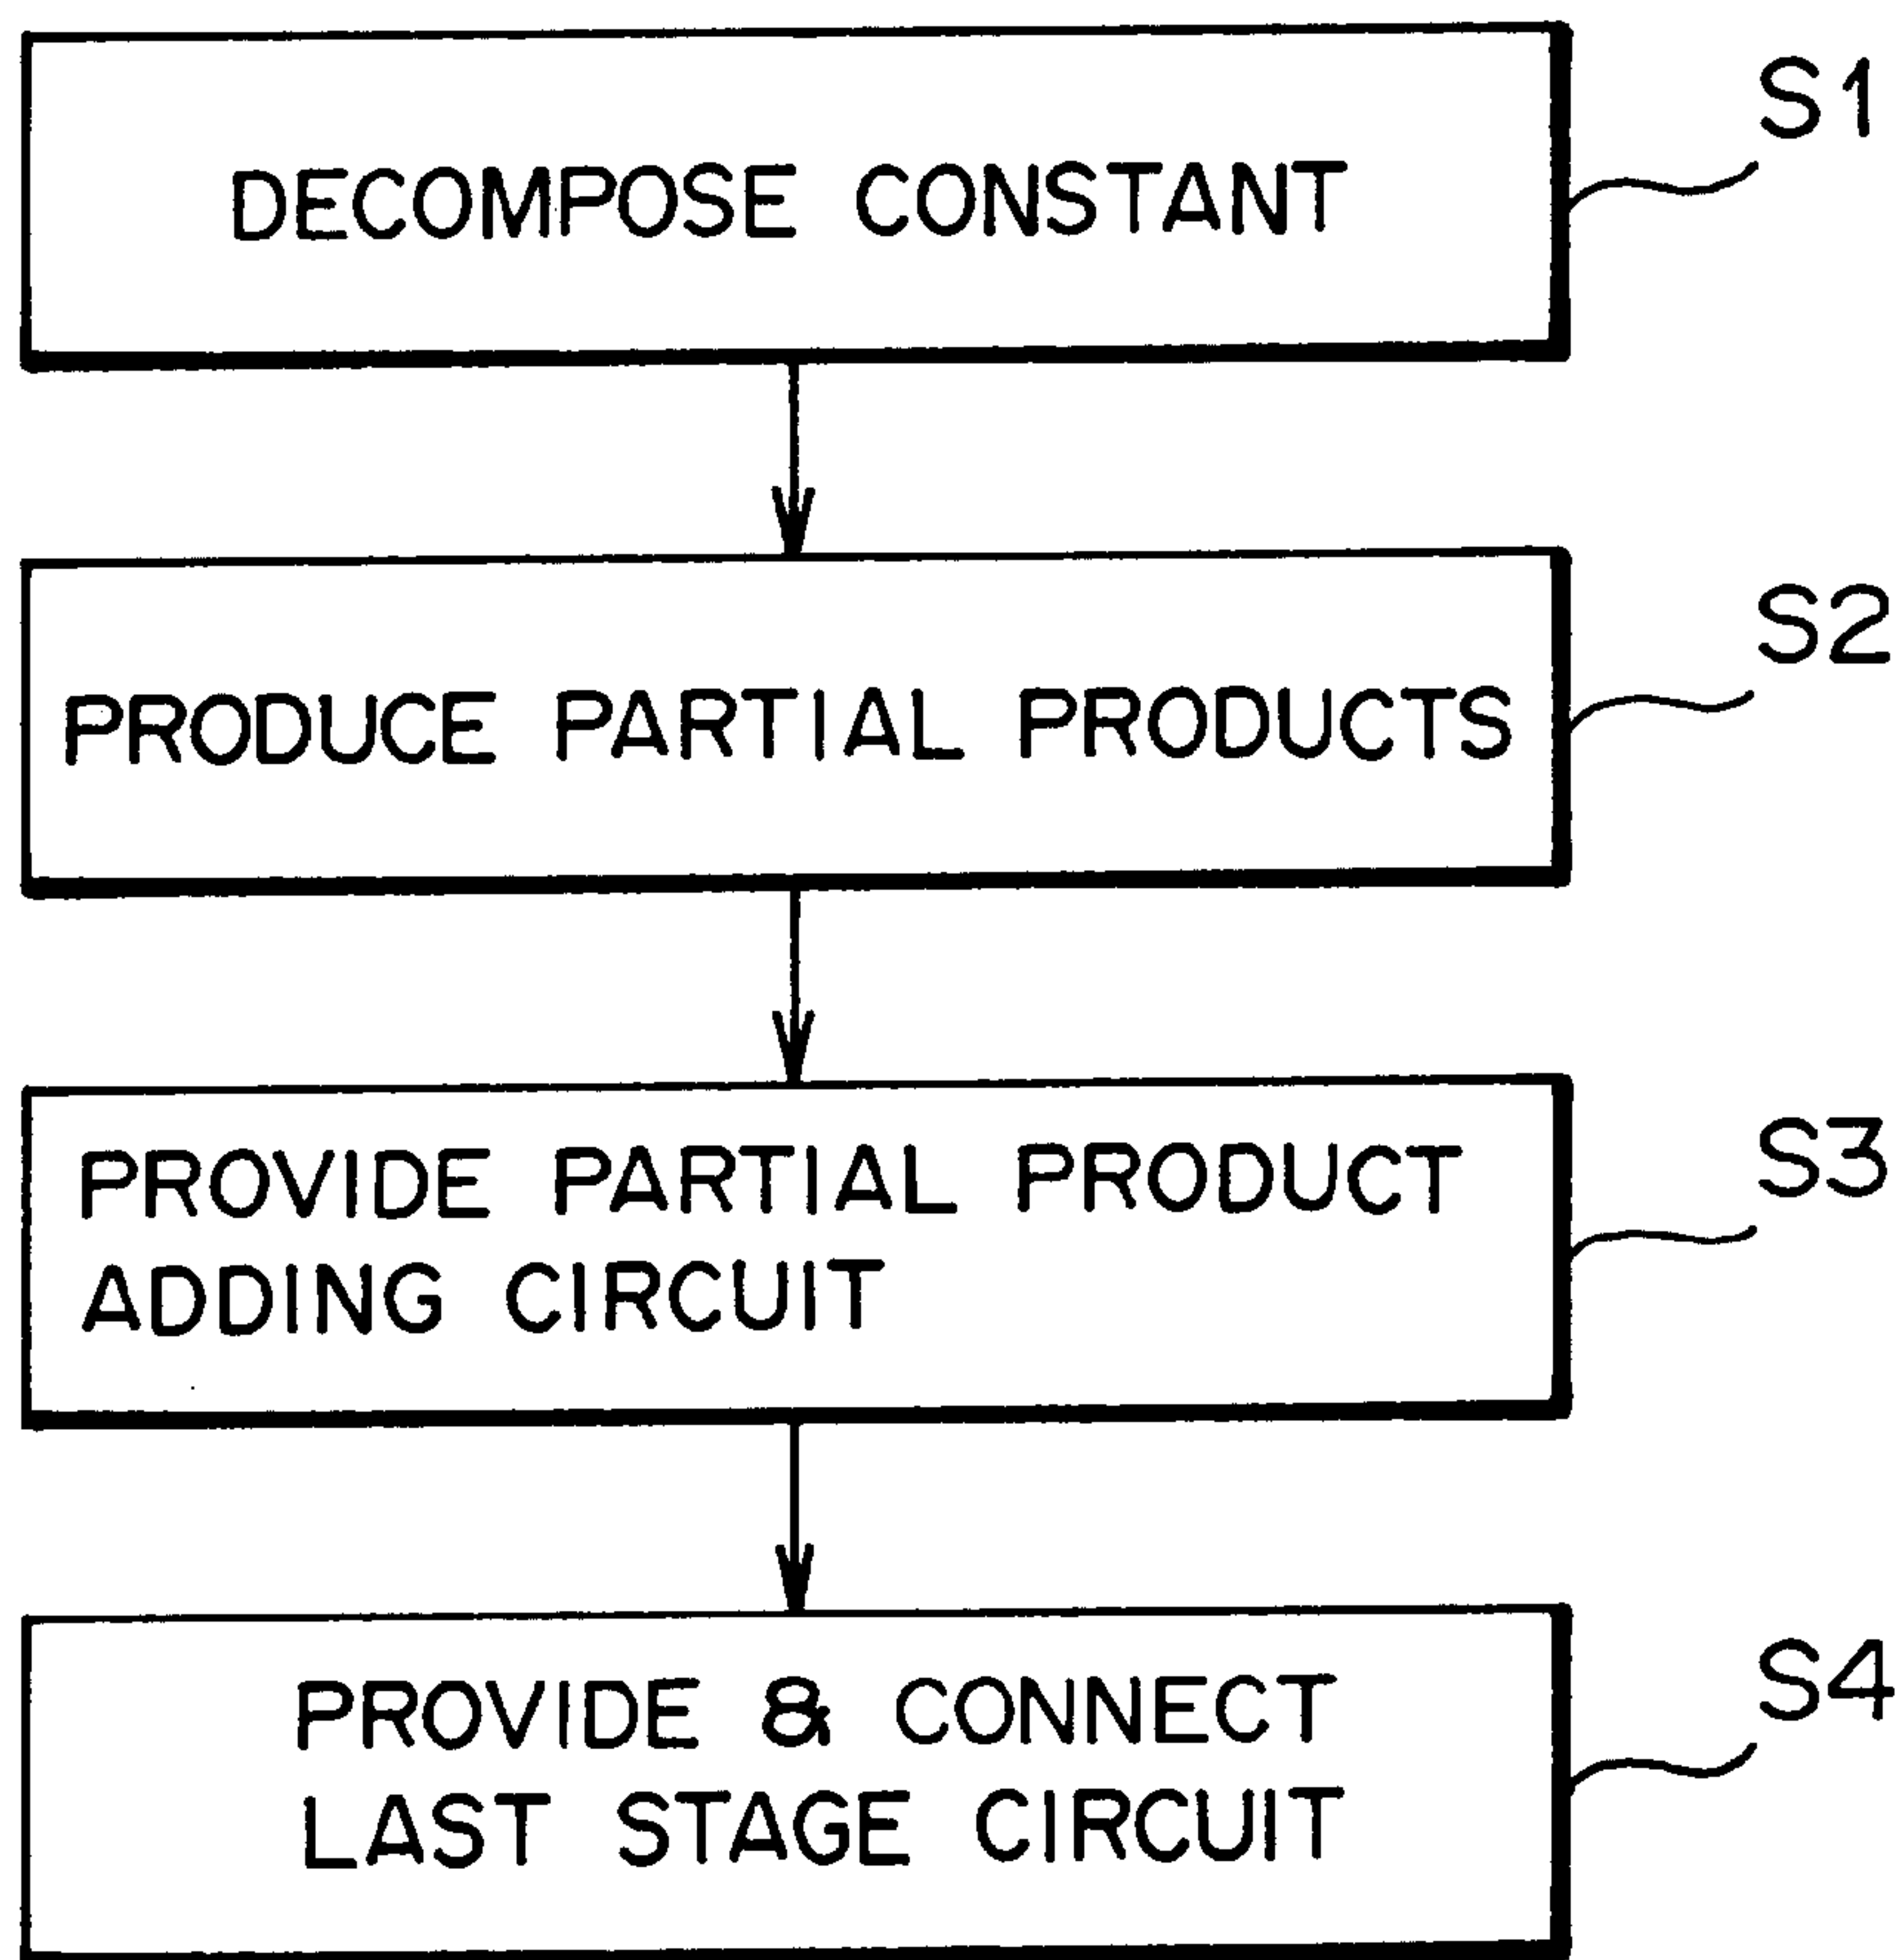 S1
DECOMPOSE CONSTANT
S2
PRODUCE PARTIAL PRODUCTS
S3
PROVIDE PARTIAL PRODUCT
ADDING CIRCUIT
S4
PROVIDE & CONNECT
LAST STAGE CIRCUIT